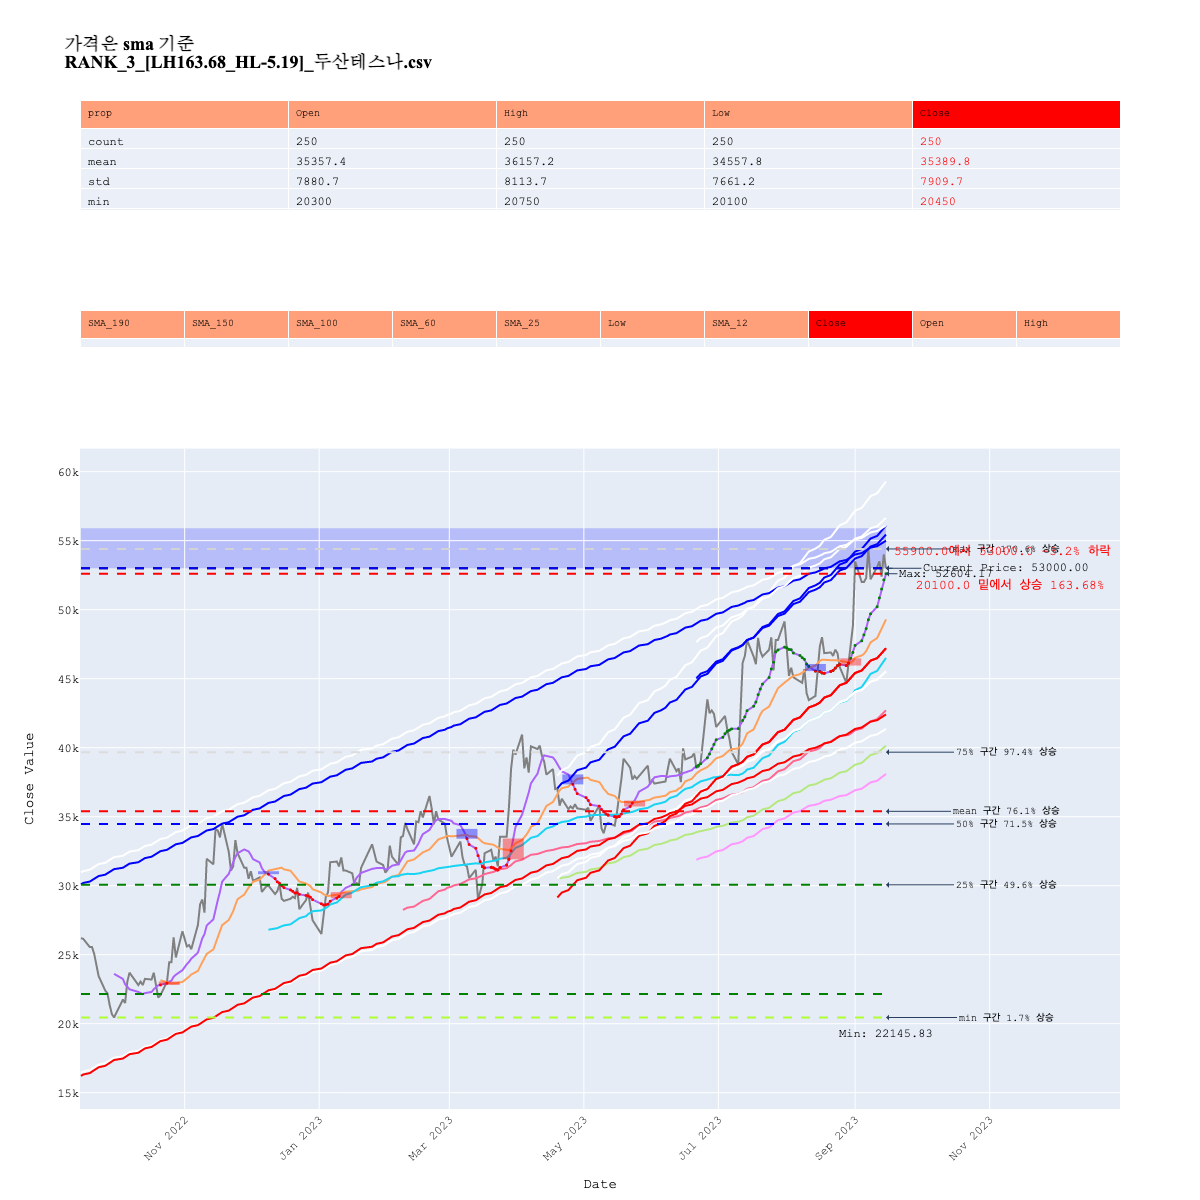 가격은 sma 기준
RANK_3_[LH163.68_HL-5.19]_두산테스나.csv
prop Open High Low Close
count 250 250 250 250
mean 35357.4 36157.2 34557.8 35389.8
std 7880.7 8113.7 7661.2 7909.7
min 20300 20750 20100 20450
SMA_190 SMA_150 SMA_100 SMA_60 SMA_25 Low SMA_12 Close Open High
60k
55k
50k
45k
40k
35k
30k
25k
20k
15k
Close Value
55900.0에서 53000.0 5.2% 하락
max 구간 170.6% 상승
Current Price: 53000.00
Max: 52604.17
20100.0 밑에서 상승 163.68%
75% 구간 97.4% 상승
mean 구간 76.1% 상승
50% 구간 71.5% 상승
25% 구간 49.6% 상승
min 구간 1.7% 상승
Min: 22145.83
Nov 2022
Jan 2023
Mar 2023
May 2023
Jul 2023
Sep 2023
Nov 2023
Date